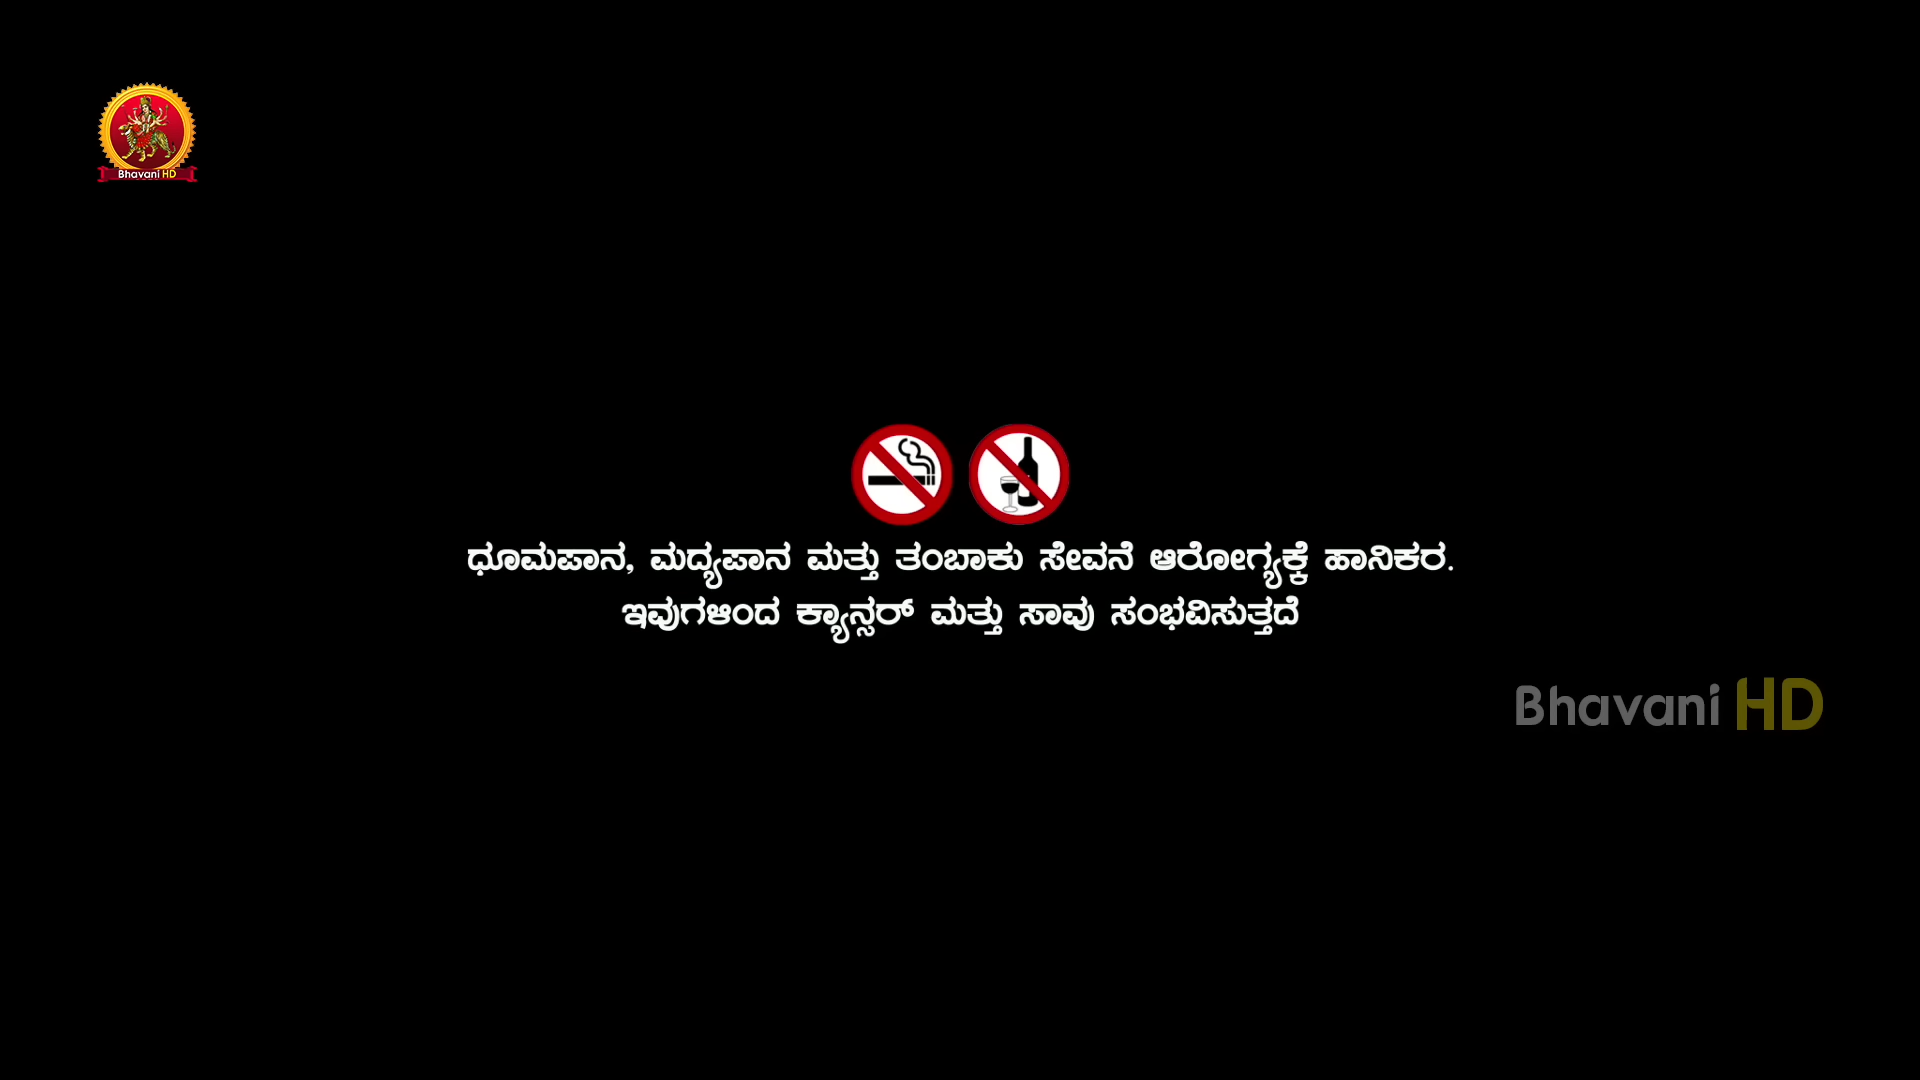 Bhavani HD
ಧೂಮಪಾನ, ಮದ್ಯಪಾನ ಮತ್ತು ತಂಬಾಕು ಸೇವನೆ ಆರೋಗ್ಯಕ್ಕೆ ಹಾನಿಕರ.
ಇವುಗಳಿಂದ ಕ್ಯಾನ್ಸರ್ ಮತ್ತು ಸಾವು ಸಂಭವಿಸುತ್ತದೆ
Bhavani HD